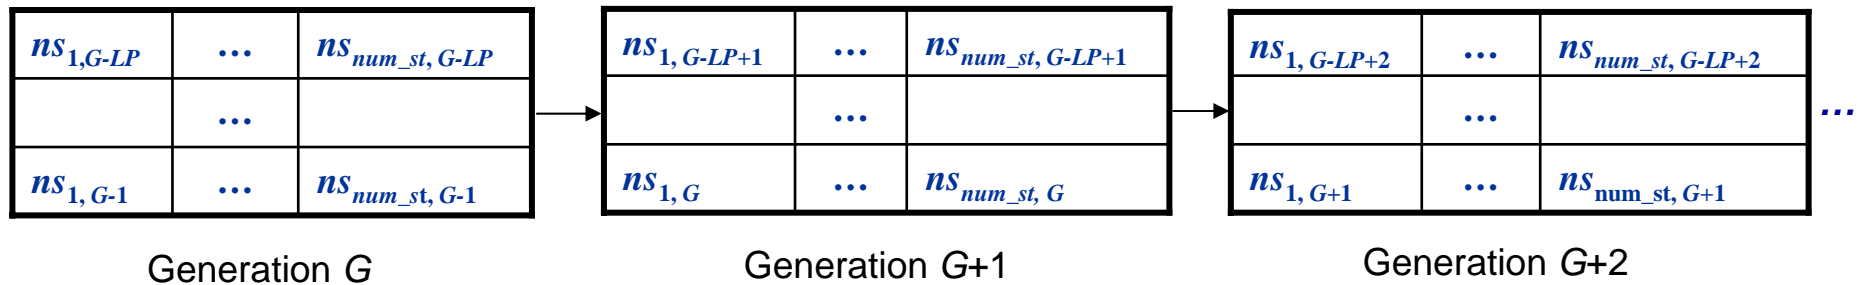 ns1,G-LP ... nsnum_st, G-LP
...
ns1, G-1 ... nsnum_st, G-1
Generation G
ns1, G-LP+1 ... nsnum_st, G-LP+1
...
ns1, G ... nsnum_st, G
Generation G+1
ns1, G-LP+2 ... nsnum_st, G-LP+2
...
ns1, G+1 ... nsnum_st, G+1
Generation G+2
...